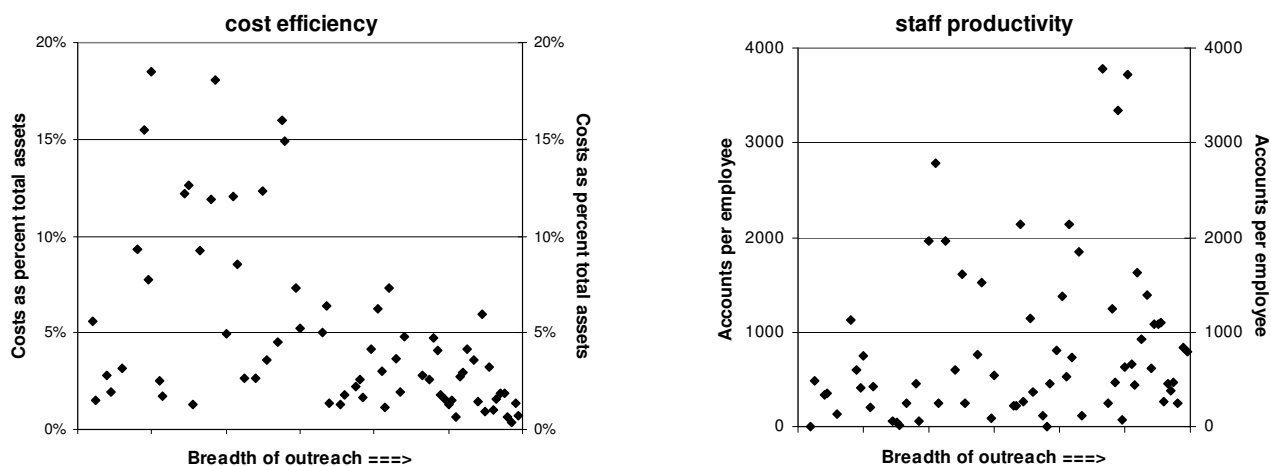 cost efficiency
Costs as percent total assets
20%
15%
10%
5%
0%
20%
15%
10%
5%
0%
Costs as percent total assets
Breadth of outreach ===>
staff productivity
Accounts per employee
4000
3000
2000
1000
0
4000
3000
2000
1000
0
Accounts per employee
Breadth of outreach ===>